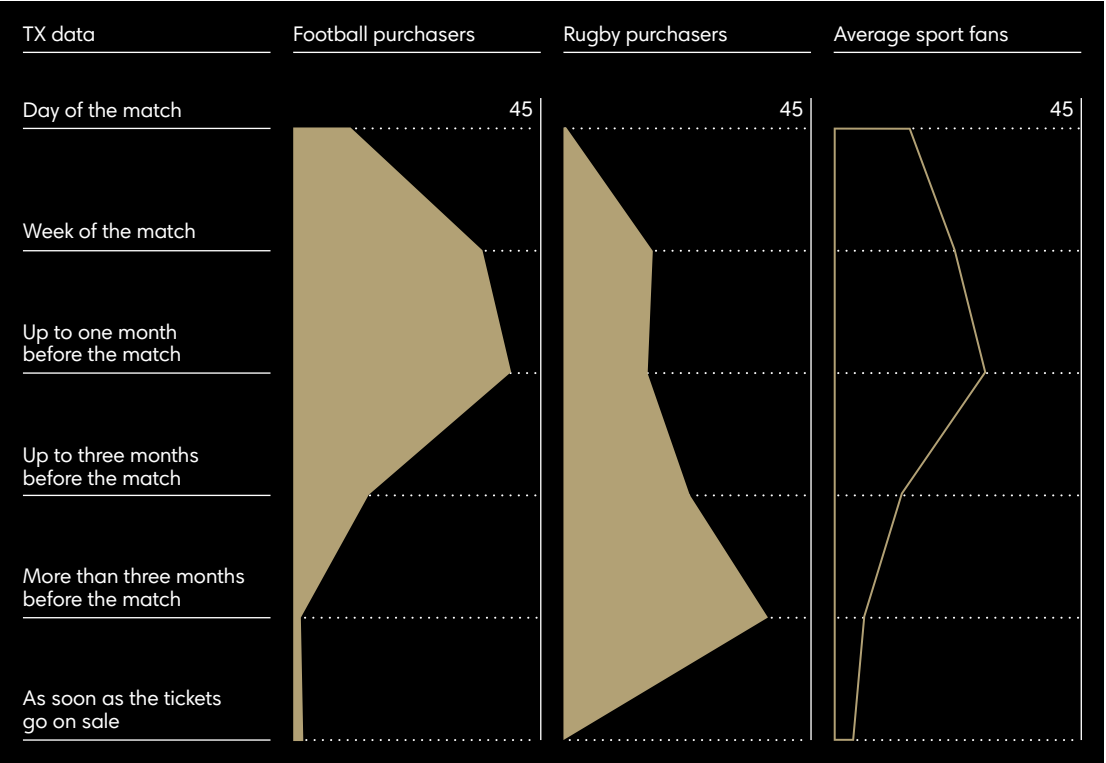 TX data
Football purchasers
Rugby purchasers
Average sport fans
Day of the match
45
45
45
Week of the match
Up to one month
before the match
Up to three months
before the match
More than three months
before the match
As soon as the tickets
go on sale